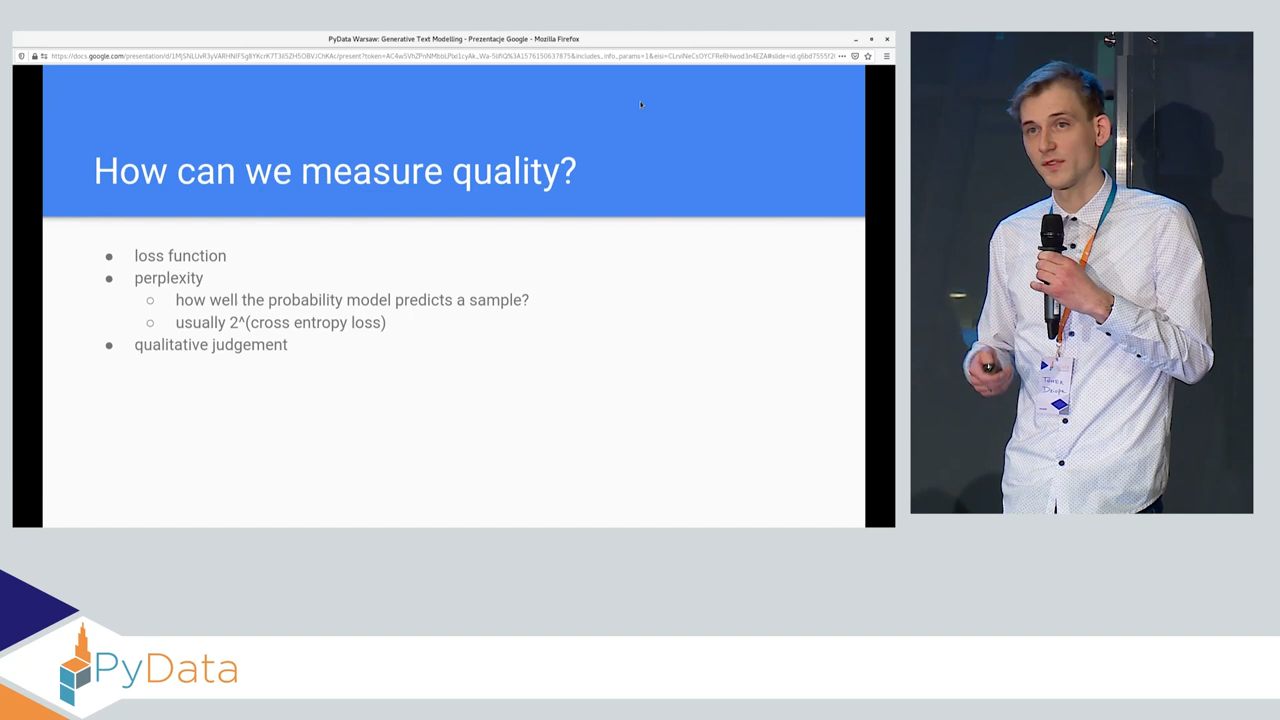 PyData Warsaw: Generative Text Modelling - Prezentacje Google - Mozilla Firefox
How can we measure quality?
● loss function
● perplexity
○ how well the probability model predicts a sample?
○ usually 2^(cross entropy loss)
● qualitative judgement
PyData